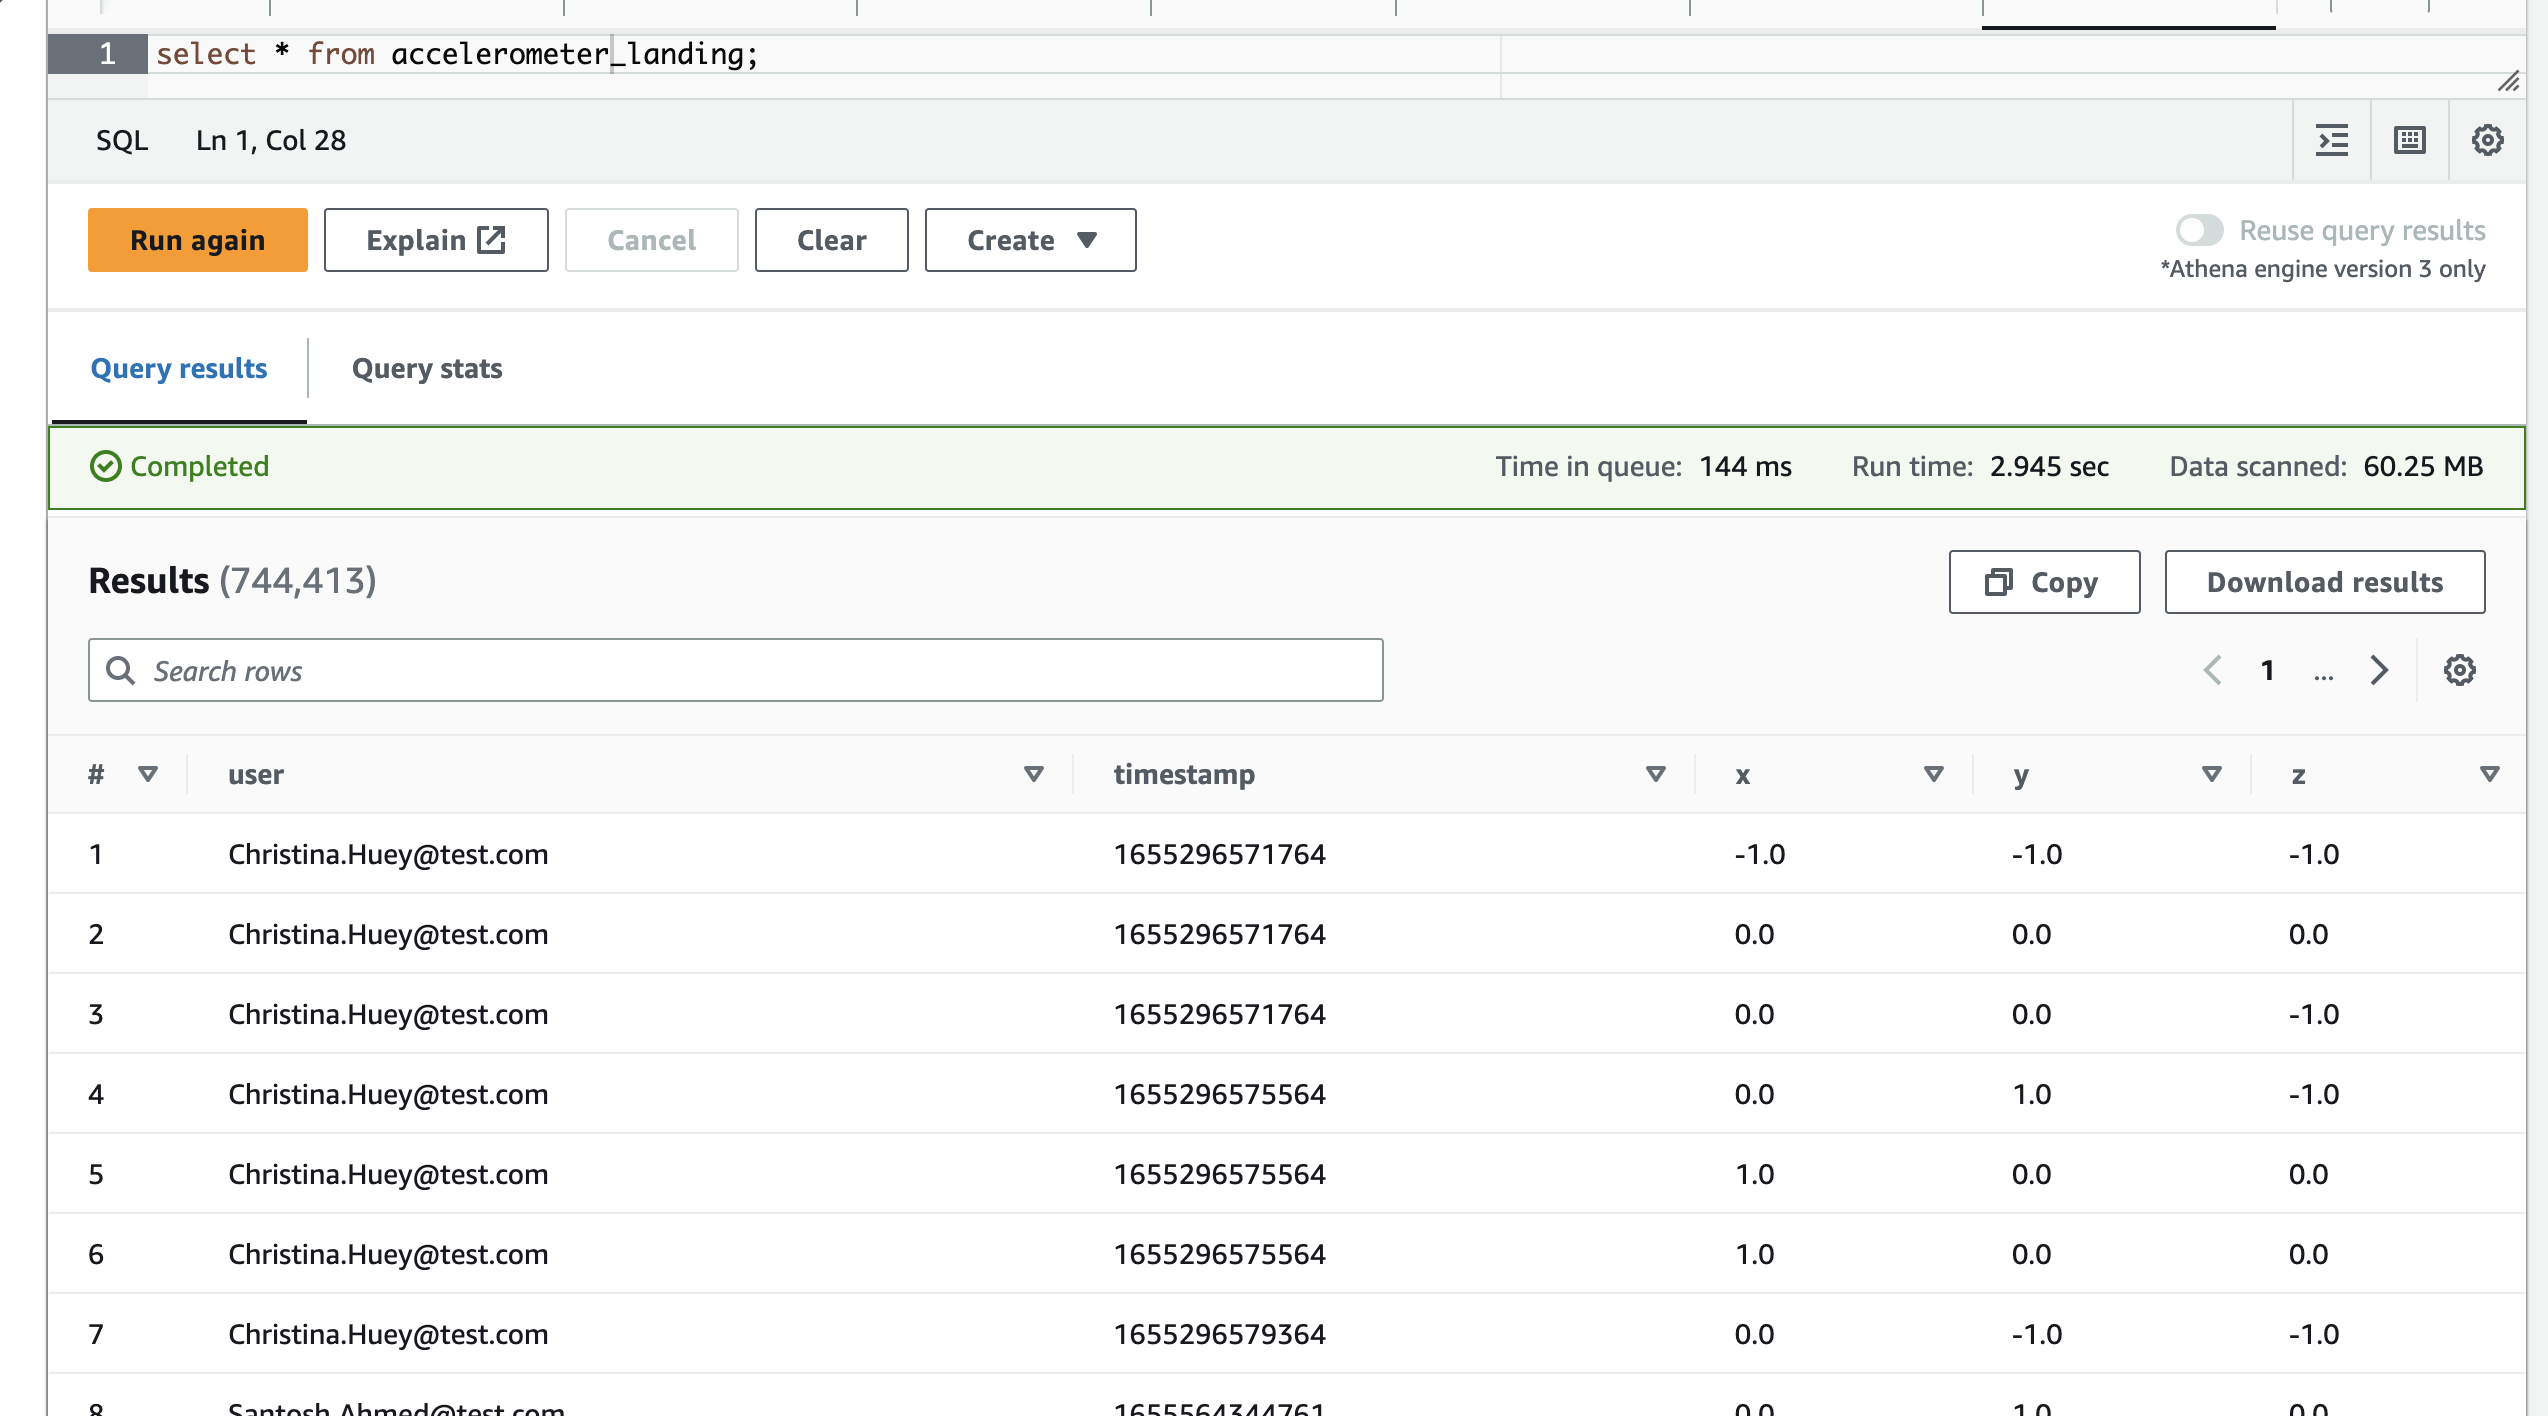 1 select * from accelerometer_landing;
SQL Ln 1, Col 28
Run again Explain Cancel Clear Create Reuse query results
*Athena engine version 3 only
Query results Query stats
Completed Time in queue: 144 ms Run time: 2.945 sec Data scanned: 60.25 MB
Results (744,413) Copy Download results
Search rows 1 ...
# user timestamp x y z
1 Christina.Huey@test.com 1655296571764 -1.0 -1.0 -1.0
2 Christina.Huey@test.com 1655296571764 0.0 0.0 0.0
3 Christina.Huey@test.com 1655296571764 0.0 0.0 -1.0
4 Christina.Huey@test.com 1655296575564 0.0 1.0 -1.0
5 Christina.Huey@test.com 1655296575564 1.0 0.0 0.0
6 Christina.Huey@test.com 1655296575564 1.0 0.0 0.0
7 Christina.Huey@test.com 1655296579364 0.0 -1.0 -1.0
8 Santosh.Ahmed@test.com 1655564344761 0.0 1.0 0.0